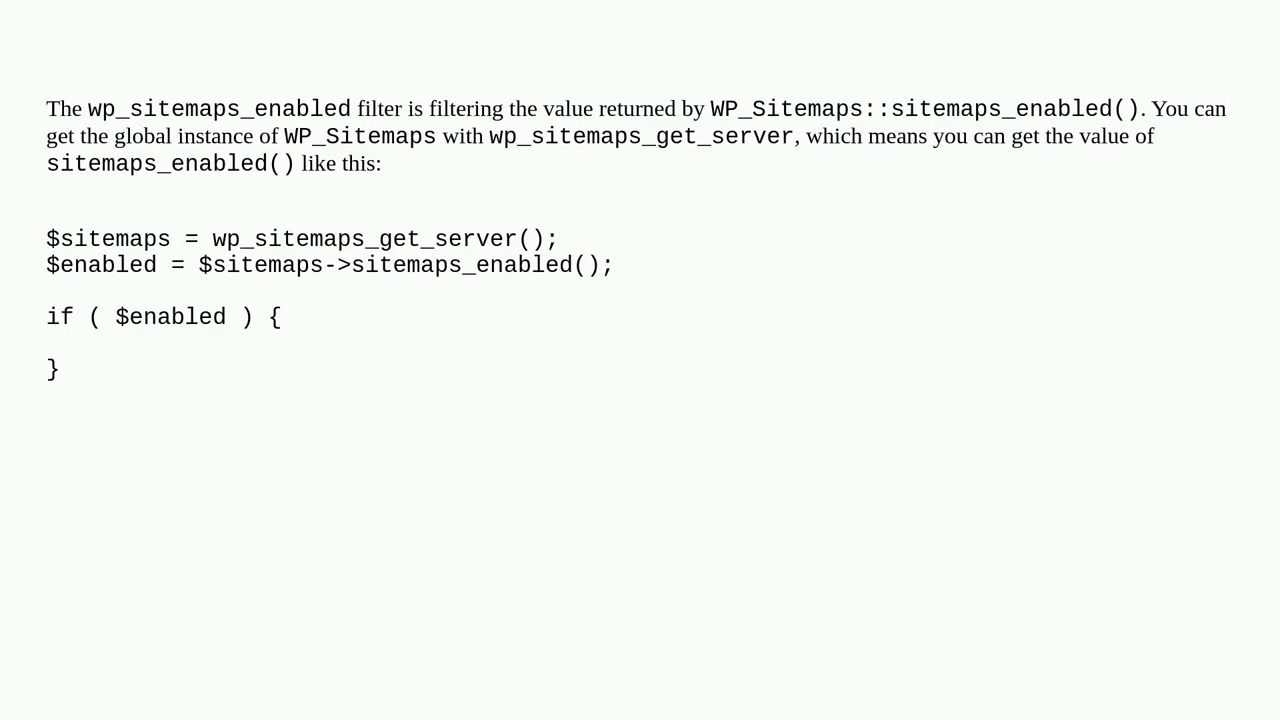 The wp_sitemaps_enabled filter is filtering the value returned by WP_Sitemaps::sitemaps_enabled(). You can
get the global instance of WP_Sitemaps with wp_sitemaps_get_server, which means you can get the value of
sitemaps_enabled() like this:
$sitemaps = wp_sitemaps_get_server();
$enabled = $sitemaps->sitemaps_enabled();
if ( $enabled ) {
}